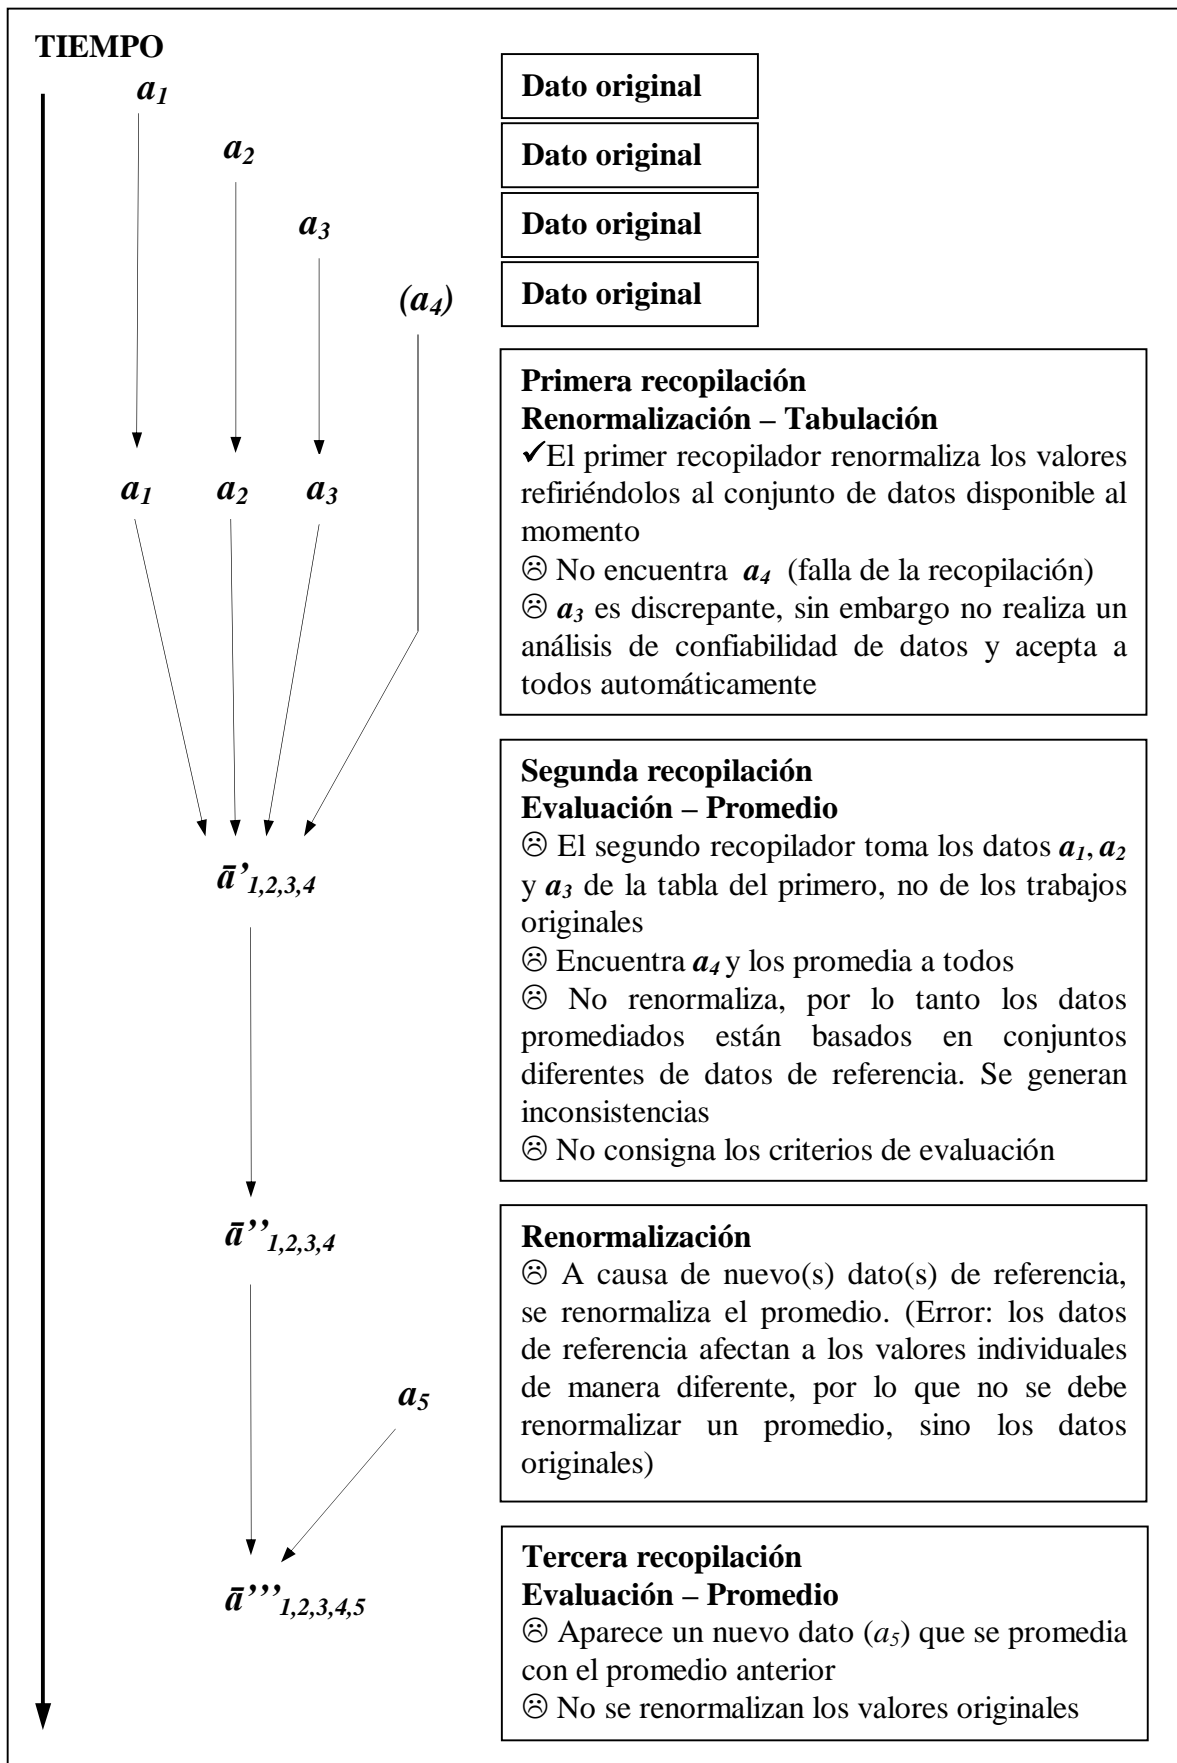 TIEMPO
a1
Dato original
a2
Dato original
a3
Dato original
(a4)
Dato original
Primera recopilación
Renormalización – Tabulación
✓El primer recopilador renormaliza los valores
refiriéndolos al conjunto de datos disponible al
momento
☹ No encuentra a4 (falla de la recopilación)
☹ a3 es discrepante, sin embargo no realiza un
análisis de confiabilidad de datos y acepta a
todos automáticamente
a1 a2 a3
Segunda recopilación
Evaluación – Promedio
☹ El segundo recopilador toma los datos a1, a2
y a3 de la tabla del primero, no de los trabajos
originales
☹ Encuentra a4 y los promedia a todos
☹ No renormaliza, por lo tanto los datos
promediados están basados en conjuntos
diferentes de datos de referencia. Se generan
inconsistencias
☹ No consigna los criterios de evaluación
ā’1,2,3,4
ā’’1,2,3,4
Renormalización
☹ A causa de nuevo(s) dato(s) de referencia,
se renormaliza el promedio. (Error: los datos
de referencia afectan a los valores individuales
de manera diferente, por lo que no se debe
renormalizar un promedio, sino los datos
originales)
a5
ā’’’1,2,3,4,5
Tercera recopilación
Evaluación – Promedio
☹ Aparece un nuevo dato (a5) que se promedia
con el promedio anterior
☹ No se renormalizan los valores originales